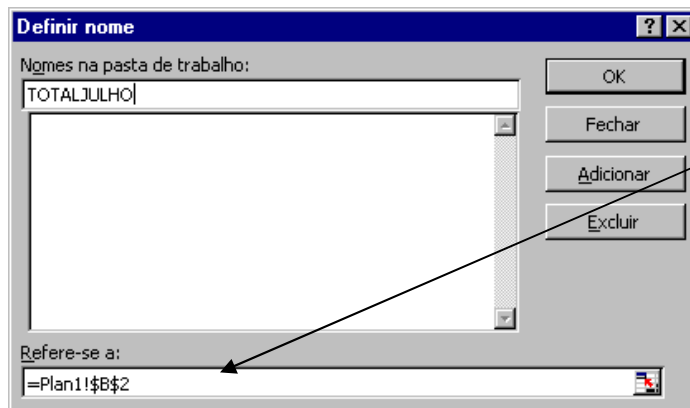 Definir nome
Nomes na pasta de trabalho:
TOTALJULHO
OK
Fechar
Adicionar
Excluir
Refere-se a:
=Plan1!$B$2